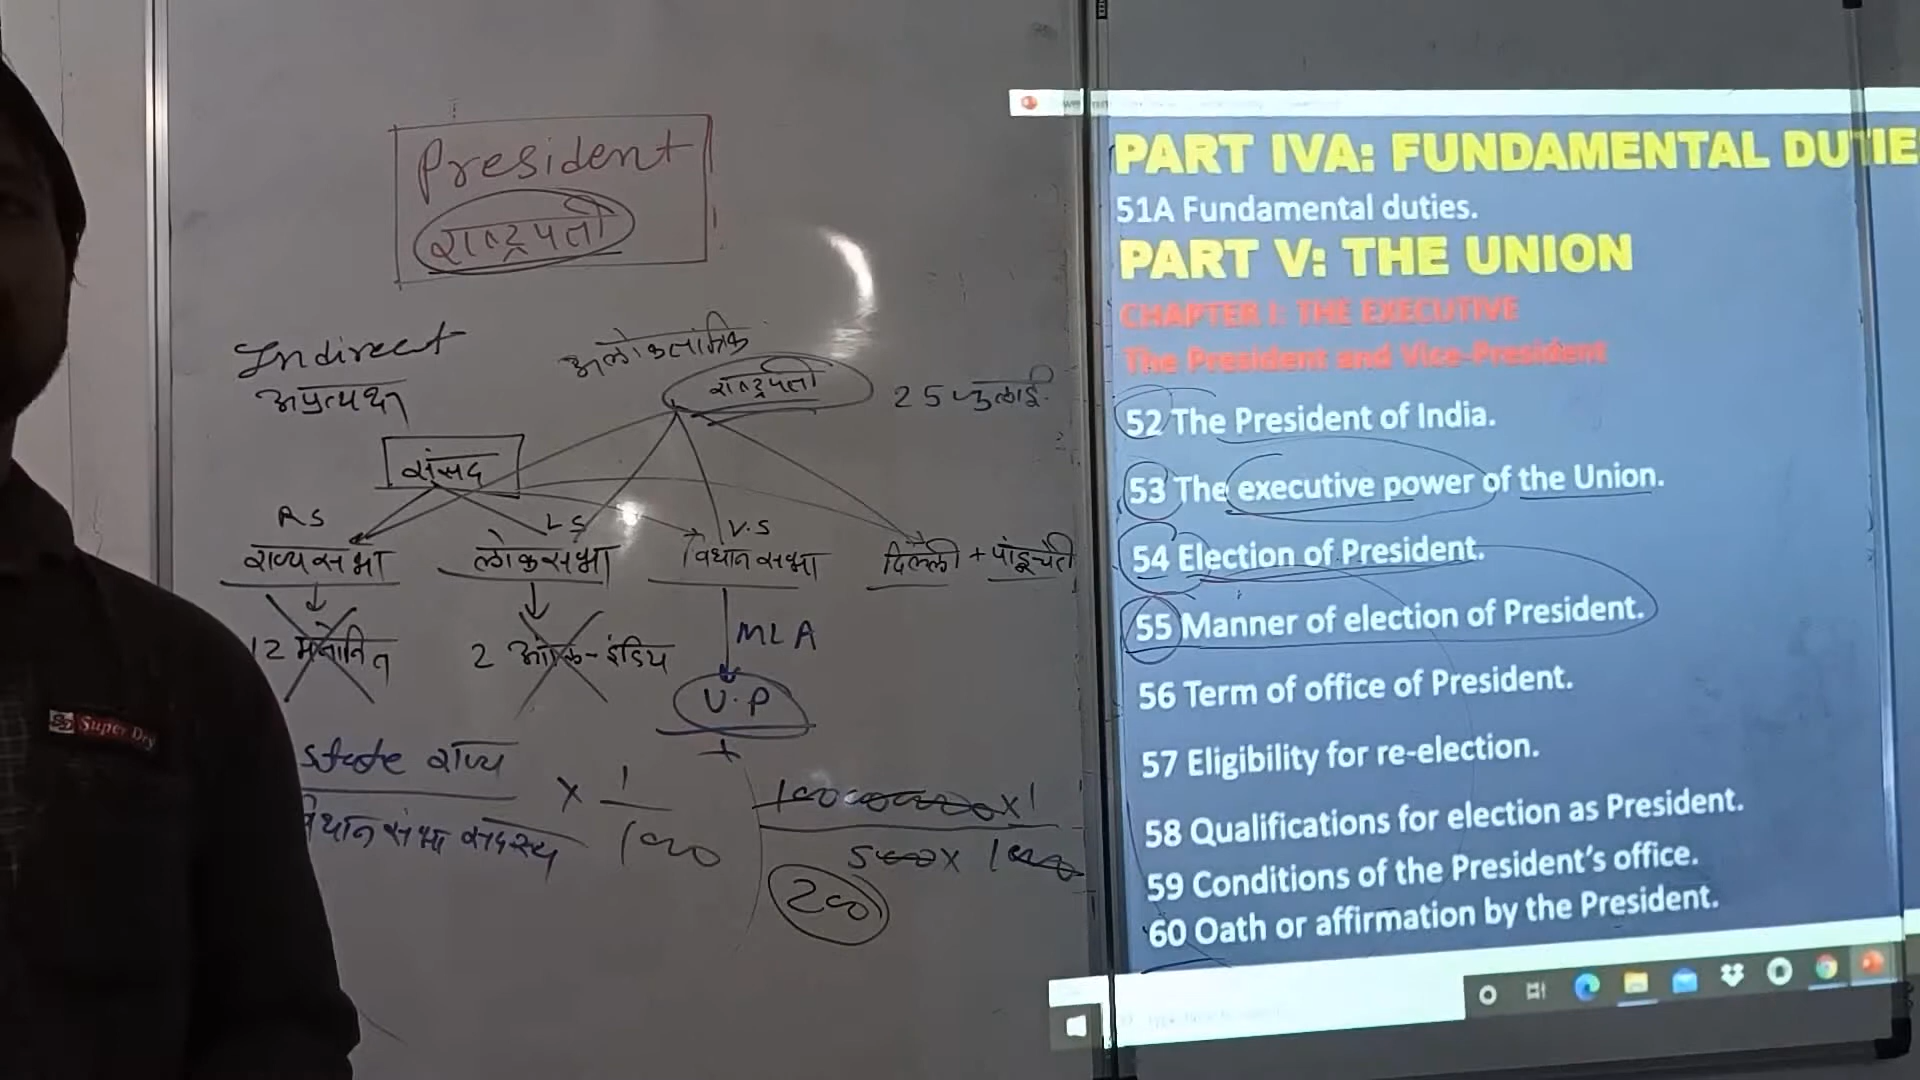 President
राष्ट्रपती
Indirect
अप्रत्यक्ष
अलोकतांत्रिक
राष्ट्रपती
25 जुलाई
संसद
RS
LS
V.S
राज्य सभा
लोकसभा
विधान सभा
दिल्ली + पांडूचेती
12 मनोनित
2 आंग्ल-इंडिय
MLA
U.P
+
State राज्य
विधान सभा सदस्य
× 1
1000
× 1
× 1000
200
PART IVA: FUNDAMENTAL DUTIE
51A Fundamental duties.
PART V: THE UNION
CHAPTER I: THE EXECUTIVE
The President and Vice-President
52 The President of India.
53 The executive power of the Union.
54 Election of President.
55 Manner of election of President.
56 Term of office of President.
57 Eligibility for re-election.
58 Qualifications for election as President.
59 Conditions of the President's office.
60 Oath or affirmation by the President.
Super Dry